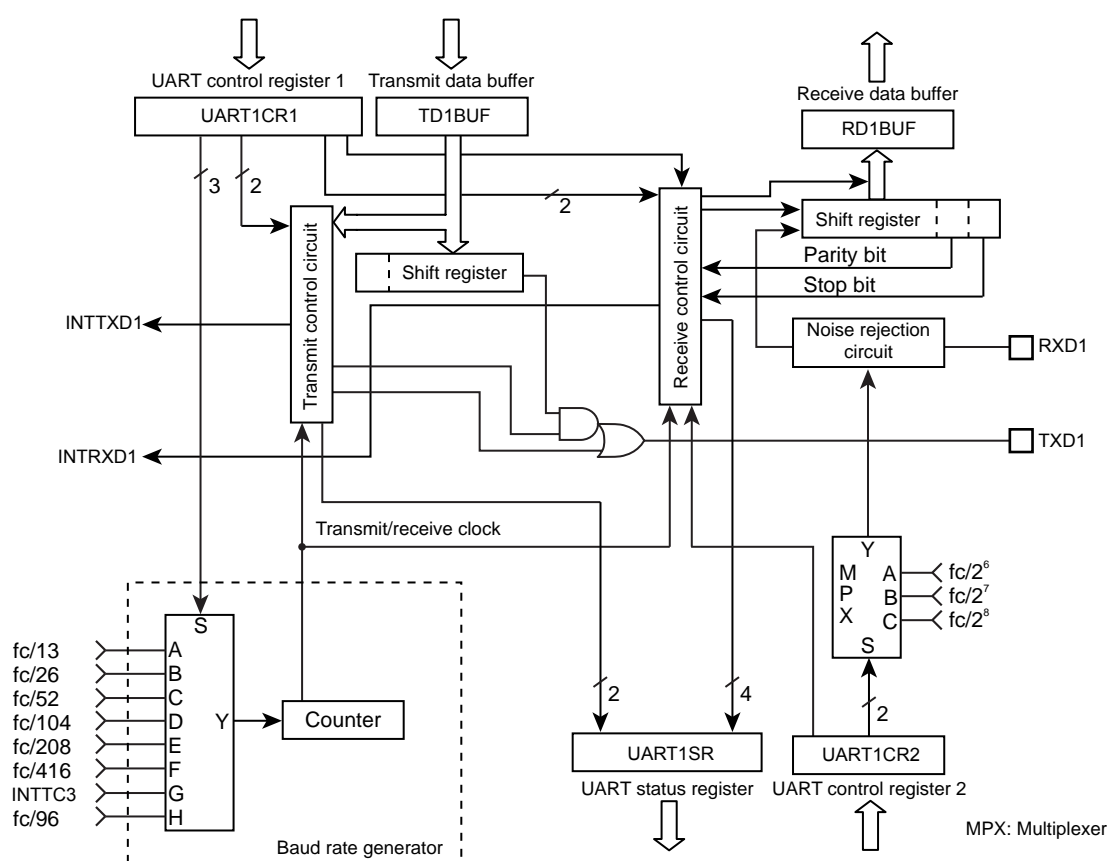 UART control register 1
Transmit data buffer
Receive data buffer
UART1CR1
TD1BUF
RD1BUF
3
2
2
Transmit control circuit
Shift register
Receive control circuit
Shift register
Parity bit
Stop bit
INTTXD1
Noise rejection
circuit
RXD1
INTRXD1
TXD1
Transmit/receive clock
Y
M
P
X
A
B
C
S
fc/2⁶
fc/2⁷
fc/2⁸
S
fc/13
A
fc/26
B
fc/52
C
fc/104
D
fc/208
E
fc/416
F
INTTC3
G
fc/96
H
Y
Counter
2
4
2
UART1SR
UART1CR2
UART status register
UART control register 2
MPX: Multiplexer
Baud rate generator